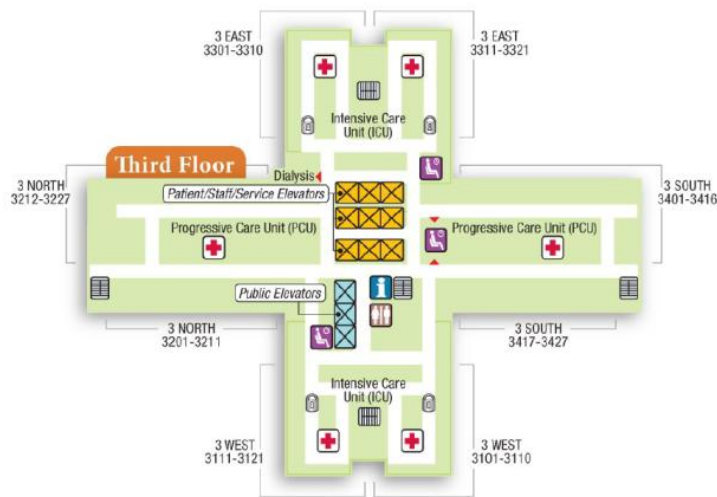 3 EAST
3301-3310
3 EAST
3311-3321
Intensive Care
Unit (ICU)
Third Floor
Dialysis
3 NORTH
3212-3227
Patient/Staff/Service Elevators
3 SOUTH
3401-3416
Progressive Care Unit (PCU)
Progressive Care Unit (PCU)
Public Elevators
i
3 NORTH
3201-3211
3 SOUTH
3417-3427
Intensive Care
Unit (ICU)
3 WEST
3111-3121
3 WEST
3101-3110